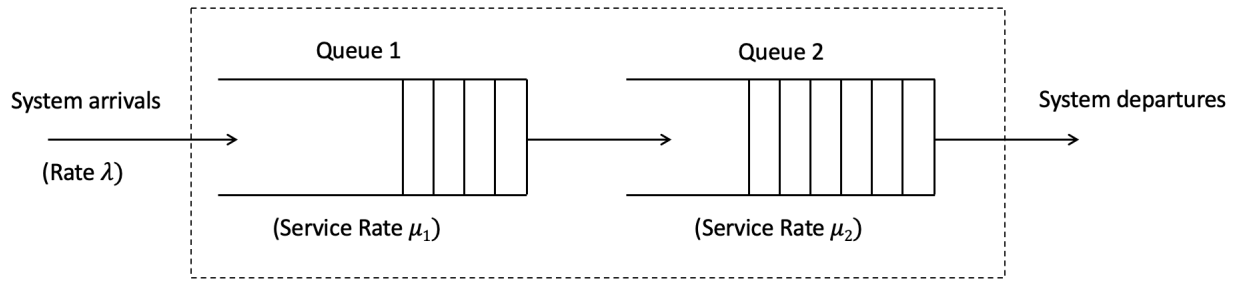 Queue 1
Queue 2
System arrivals
System departures
(Rate λ)
(Service Rate μ₁)
(Service Rate μ₂)